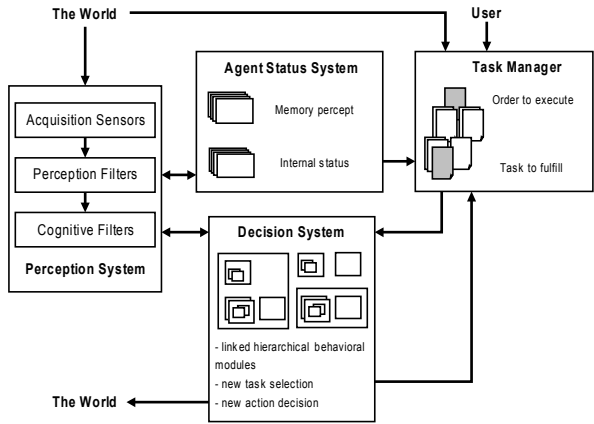 The World
User
Agent Status System
Memory percept
Internal status
Task Manager
Order to execute
Task to fulfill
Acquisition Sensors
Perception Filters
Cognitive Filters
Perception System
Decision System
- linked hierarchical behavioral
modules
- new task selection
- new action decision
The World